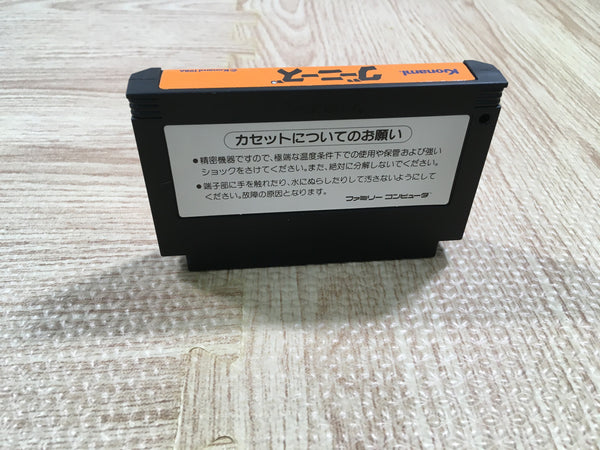 Konami
グーニーズ
©Konami 1986
カセットについてのお願い
●精密機器ですので、極端な温度条件下での使用や保管および強い
ショックをさけてください。また、絶対に分解しないでください。
●端子部に手を触れたり、水にぬらしたりして汚さないようにして
ください。故障の原因となります。
ファミリー コンピュータ